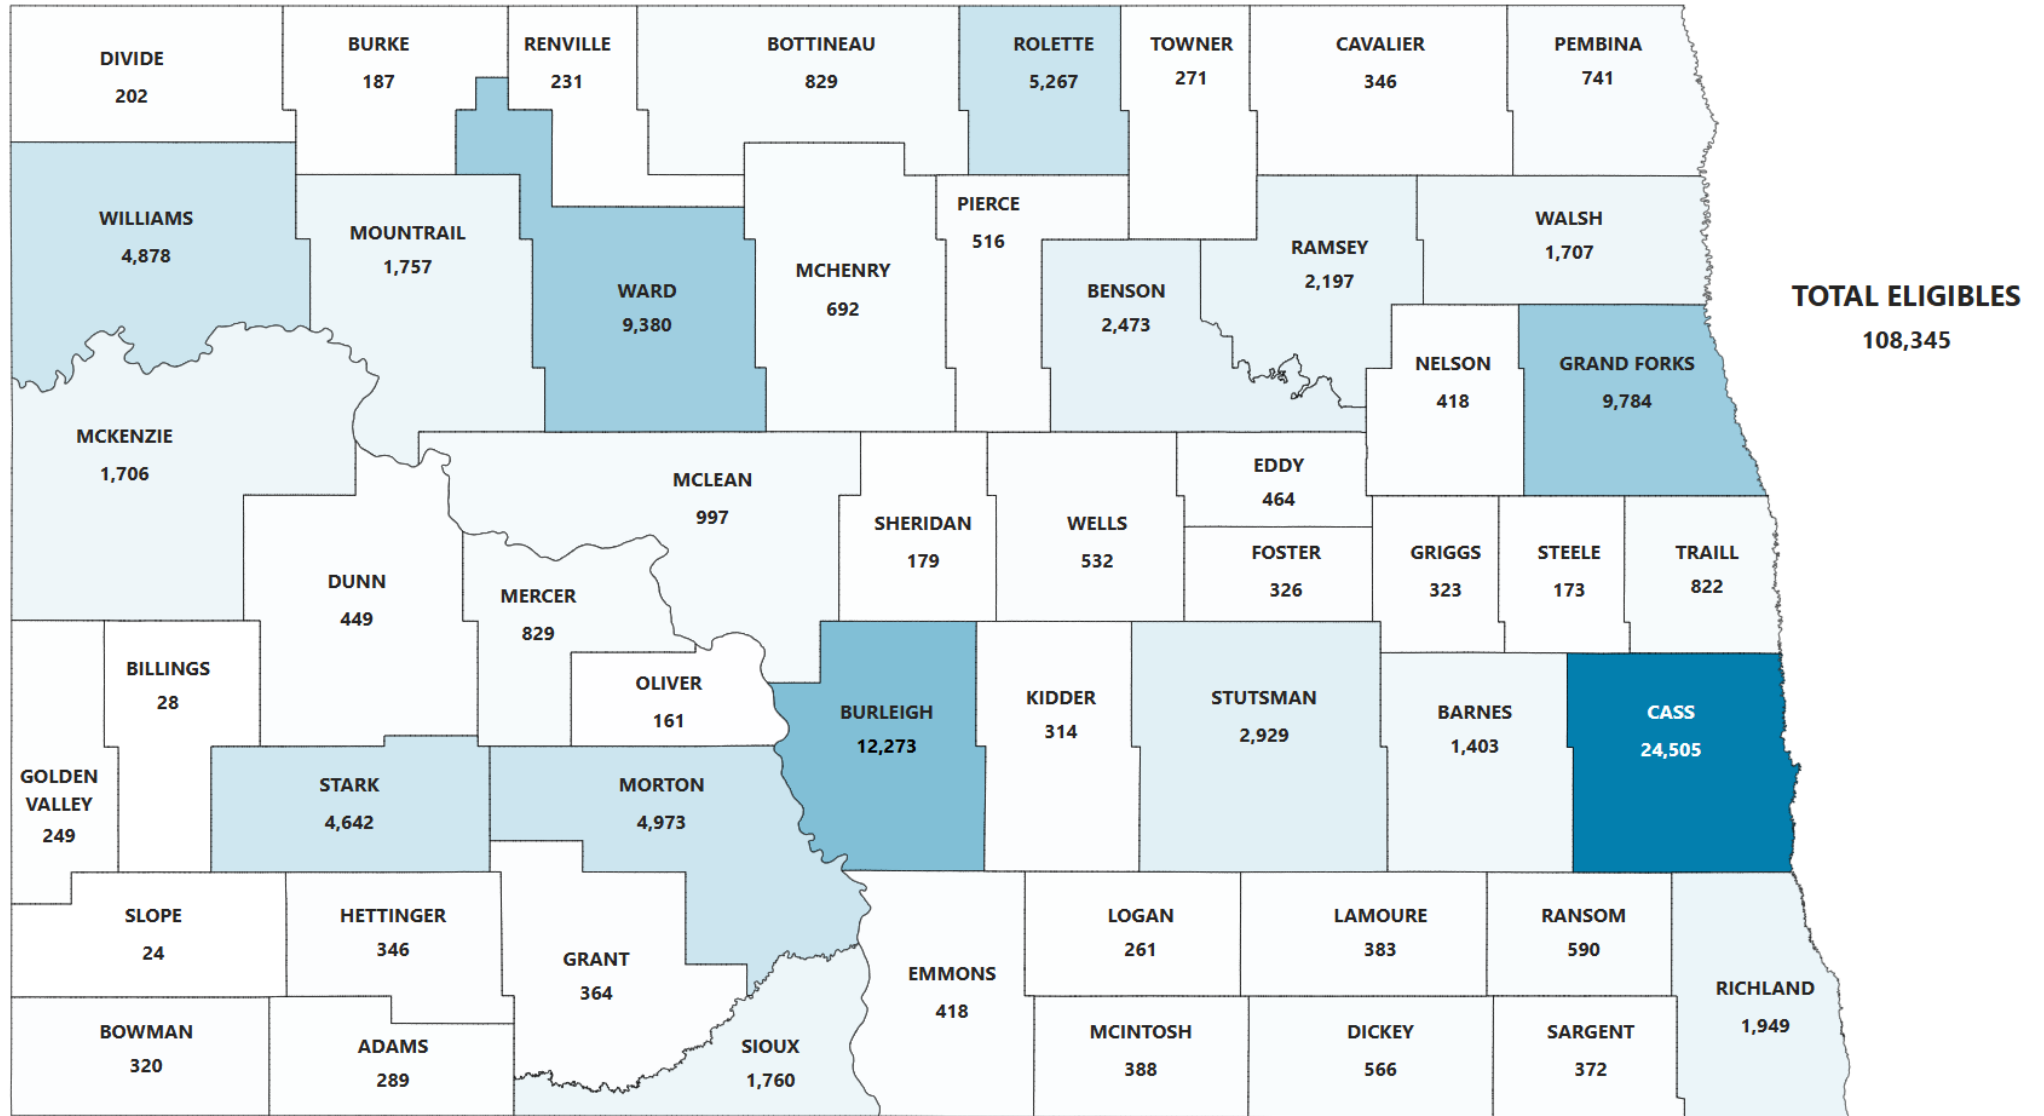 DIVIDE
202
BURKE
187
RENVILLE
231
BOTTINEAU
829
ROLETTE
5,267
TOWNER
271
CAVALIER
346
PEMBINA
741
WILLIAMS
4,878
MOUNTRAIL
1,757
WARD
9,380
MCHENRY
692
PIERCE
516
BENSON
2,473
RAMSEY
2,197
WALSH
1,707
NELSON
418
GRAND FORKS
9,784
TOTAL ELIGIBLES
108,345
MCKENZIE
1,706
DUNN
449
MCLEAN
997
MERCER
829
OLIVER
161
SHERIDAN
179
WELLS
532
EDDY
464
FOSTER
326
GRIGGS
323
STEELE
173
TRAILL
822
GOLDEN
VALLEY
249
BILLINGS
28
STARK
4,642
MORTON
4,973
BURLEIGH
12,273
KIDDER
314
STUTSMAN
2,929
BARNES
1,403
CASS
24,505
SLOPE
24
HETTINGER
346
GRANT
364
EMMONS
418
LOGAN
261
LAMOURE
383
RANSOM
590
RICHLAND
1,949
BOWMAN
320
ADAMS
289
SIOUX
1,760
MCINTOSH
388
DICKEY
566
SARGENT
372